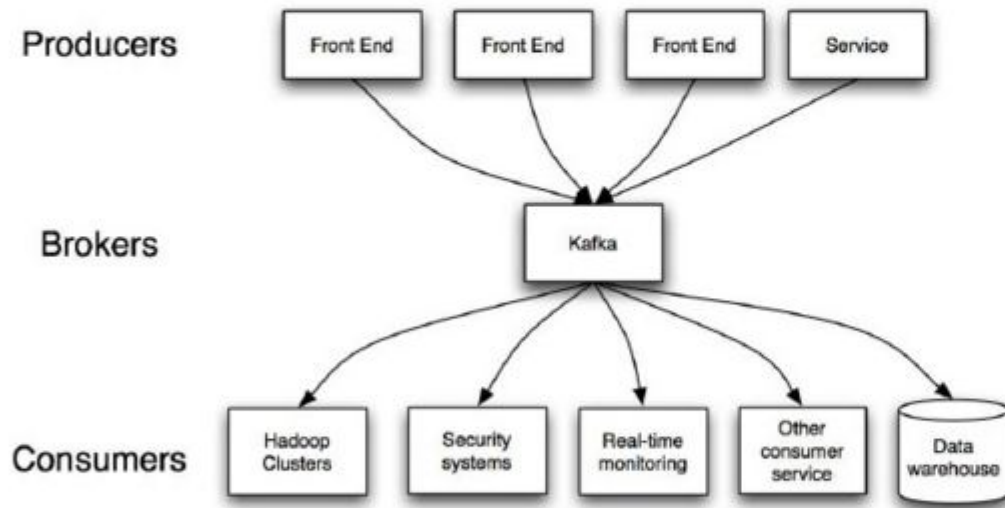 Producers
Front End
Front End
Front End
Service
Brokers
Kafka
Consumers
Hadoop
Clusters
Security
systems
Real-time
monitoring
Other
consumer
service
Data
warehouse